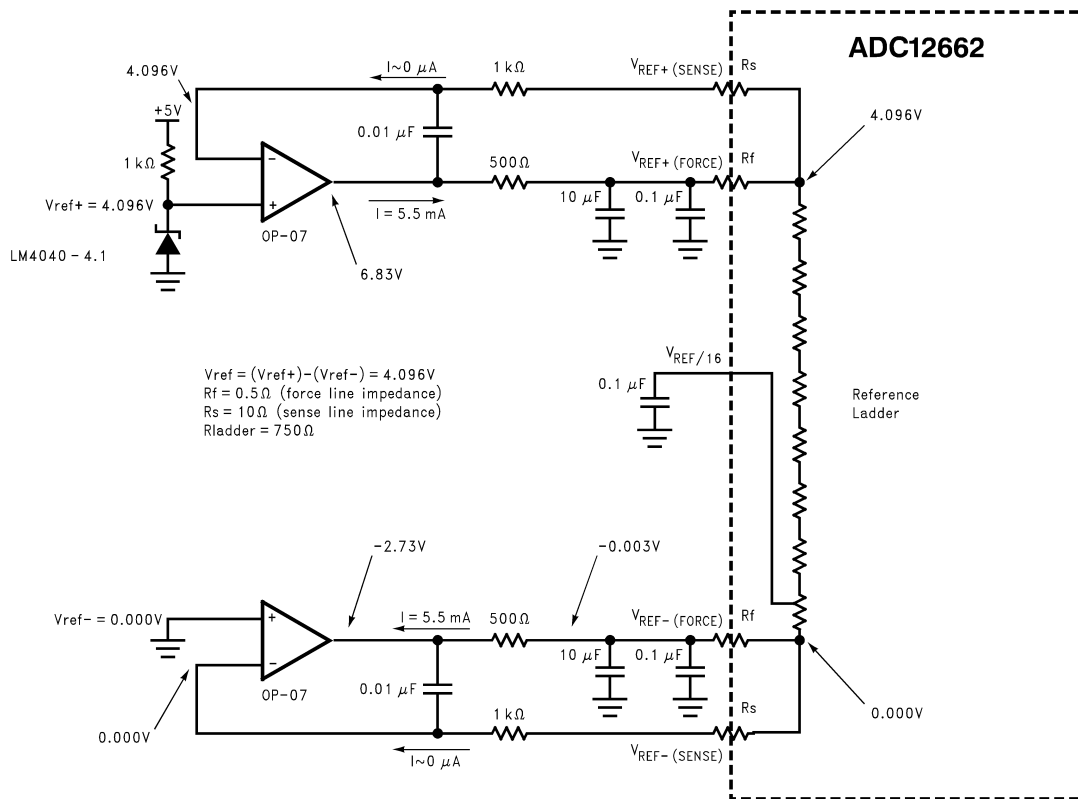 ADC12662
I~0 μA
1 kΩ
VREF+ (SENSE)
Rs
4.096V
+5V
4.096V
0.01 μF
1 kΩ
500Ω
VREF+ (FORCE)
Rf
Vref+ = 4.096V
−
+
10 μF
0.1 μF
I = 5.5 mA
OP-07
LM4040 - 4.1
6.83V
VREF/16
0.1 μF
Vref = (Vref+)-(Vref-) = 4.096V
Rf = 0.5Ω (force line impedance)
Rs = 10Ω (sense line impedance)
Rladder = 750Ω
Reference
Ladder
-2.73V
-0.003V
Vref- = 0.000V
+
−
I = 5.5 mA
500Ω
VREF- (FORCE)
Rf
10 μF
0.1 μF
OP-07
0.01 μF
1 kΩ
Rs
0.000V
0.000V
I~0 μA
VREF- (SENSE)